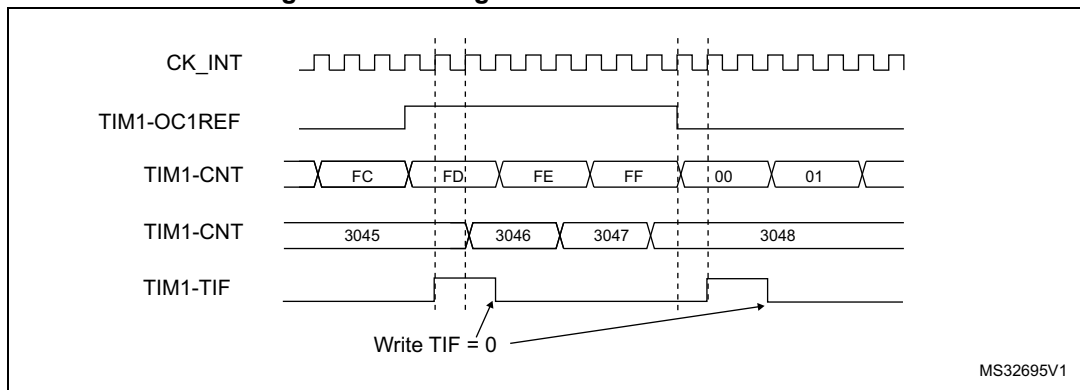 CK_INT
TIM1-OC1REF
TIM1-CNT FC FD FE FF 00 01
TIM1-CNT 3045 3046 3047 3048
TIM1-TIF
Write TIF = 0
MS32695V1